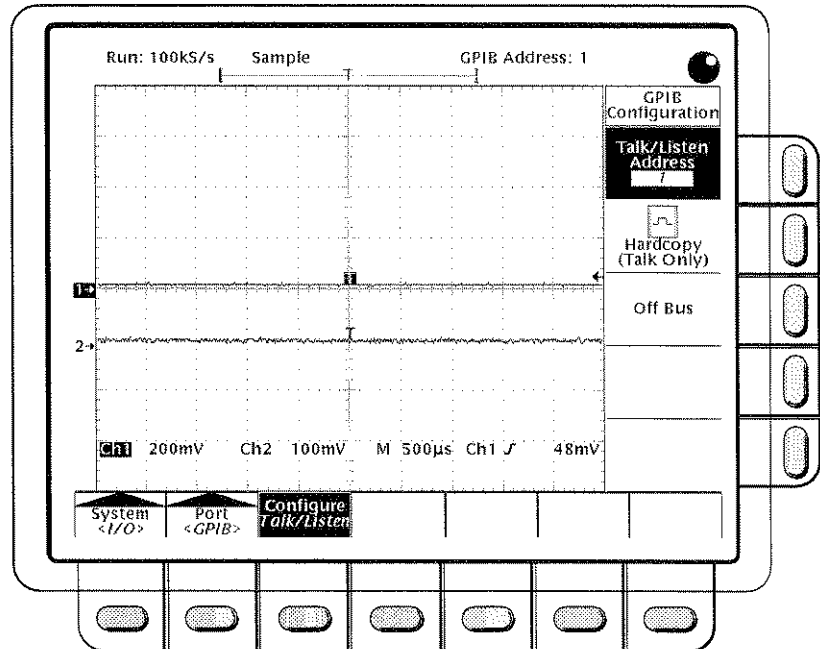 Run: 100kS/s Sample GPIB Address: 1
T
GPIB
Configuration
Talk/Listen
Address
1
Hardcopy
(Talk Only)
1
Off Bus
2
Ch1 200mV Ch2 100mV M 500µs Ch1 48mV
System
<I/O>
Port
<GPIB>
Configure
Talk/Listen